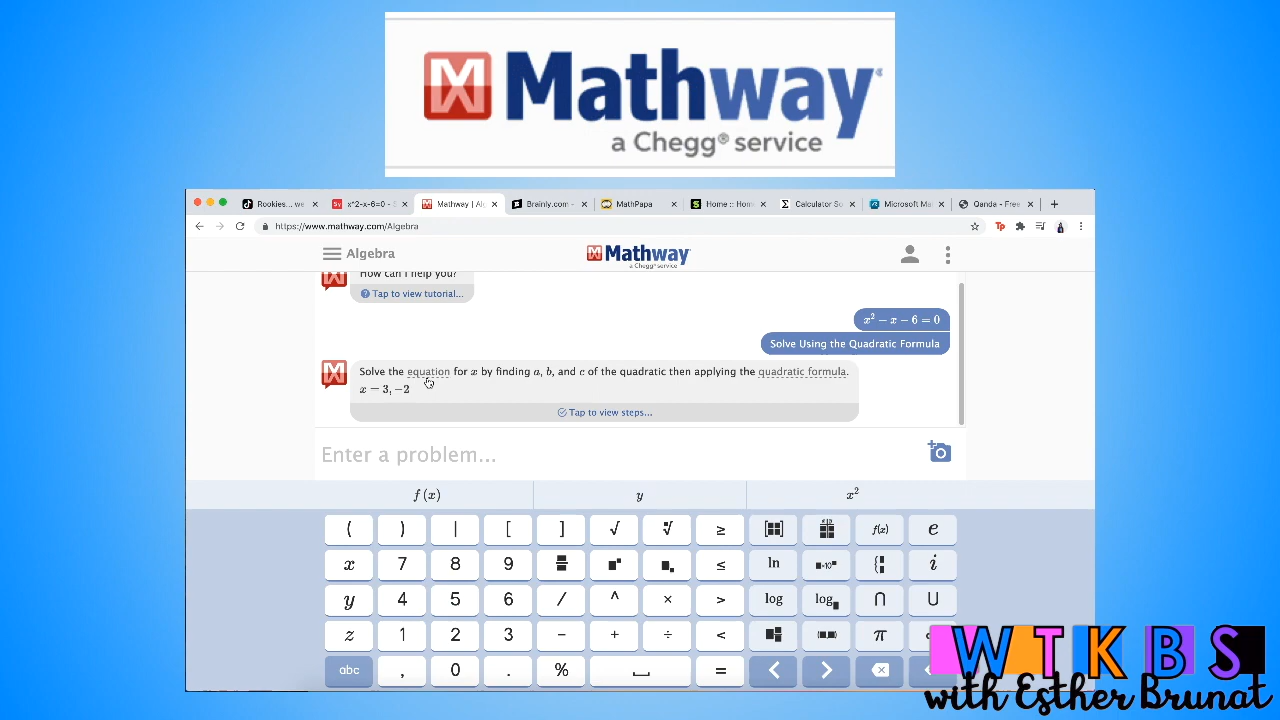 Mathway
a Chegg® service
Rookies... we
x^2-x-6=0 -
Mathway | Alg
Brainly.com -
MathPapa
Home :: Hom
Calculator So
Microsoft Ma
Qanda - Free
https://www.mathway.com/Algebra
Tp
Algebra
Mathway
a Chegg® service
How can I help you?
Tap to view tutorial...
x² − x − 6 = 0
Solve Using the Quadratic Formula
Solve the equation for x by finding a, b, and c of the quadratic then applying the quadratic formula.
x = 3, −2
Tap to view steps...
Enter a problem...
f(x) y x²
( ) | [ ] √ ≥ f(x) e
x 7 8 9 ≤ ln i
y 4 5 6 / ^ × > log log ∩ U
z 1 2 3 − + ÷ < π
abc , 0 . % =
WTKBS
with Esther Brunat